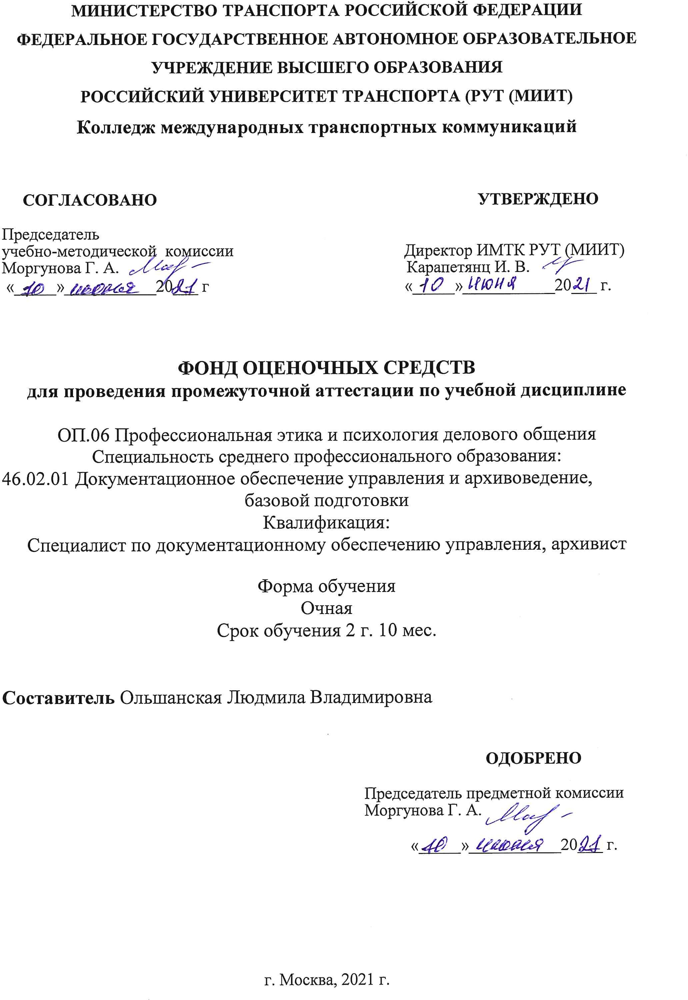 МИНИСТЕРСТВО ТРАНСПОРТА РОССИЙСКОЙ ФЕДЕРАЦИИ
ФЕДЕРАЛЬНОЕ ГОСУДАРСТВЕННОЕ АВТОНОМНОЕ ОБРАЗОВАТЕЛЬНОЕ
УЧРЕЖДЕНИЕ ВЫСШЕГО ОБРАЗОВАНИЯ
РОССИЙСКИЙ УНИВЕРСИТЕТ ТРАНСПОРТА (РУТ (МИИТ)
Колледж международных транспортных коммуникаций
СОГЛАСОВАНО
Председатель
учебно-методической комиссии
Моргунова Г. А.
«10» июня 2021 г
УТВЕРЖДЕНО
Директор ИМТК РУТ (МИИТ)
Карапетянц И. В.
«10» июня 2021 г.
ФОНД ОЦЕНОЧНЫХ СРЕДСТВ
для проведения промежуточной аттестации по учебной дисциплине
ОП.06 Профессиональная этика и психология делового общения
Специальность среднего профессионального образования:
46.02.01 Документационное обеспечение управления и архивоведение,
базовой подготовки
Квалификация:
Специалист по документационному обеспечению управления, архивист
Форма обучения
Очная
Срок обучения 2 г. 10 мес.
Составитель Ольшанская Людмила Владимировна
ОДОБРЕНО
Председатель предметной комиссии
Моргунова Г. А.
«10» июня 2021 г.
г. Москва, 2021 г.